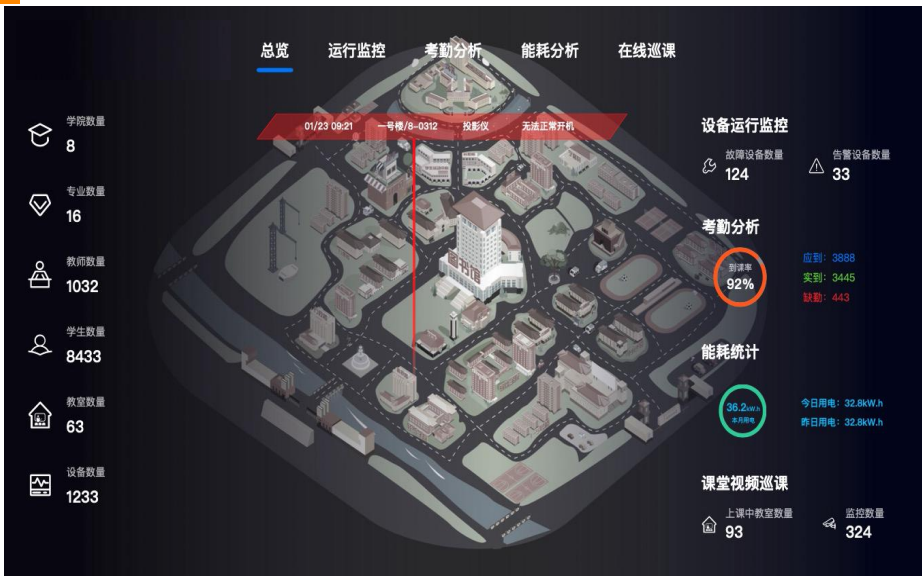 总览 运行监控 考勤分析 能耗分析 在线巡课
01/23 09:21 一号楼/8-0312 投影仪 无法正常开机
学院数量
8
专业数量
16
教师数量
1032
学生数量
8433
教室数量
63
设备数量
1233
图书馆
设备运行监控
故障设备数量 告警设备数量
124 33
考勤分析
到课率
92%
应到：3888
实到：3445
缺勤：443
能耗统计
36.2kW.h
本月用电
今日用电：32.8kW.h
昨日用电：32.8kW.h
课堂视频巡课
上课中教室数量 监控数量
93 324